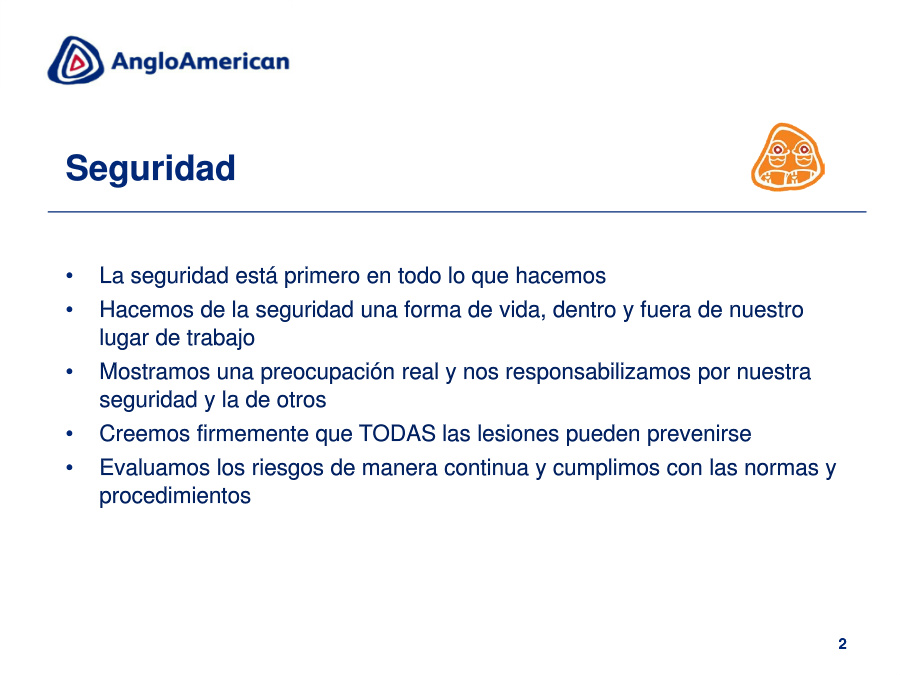 AngloAmerican
Seguridad
• La seguridad está primero en todo lo que hacemos
• Hacemos de la seguridad una forma de vida, dentro y fuera de nuestro
lugar de trabajo
• Mostramos una preocupación real y nos responsabilizamos por nuestra
seguridad y la de otros
• Creemos firmemente que TODAS las lesiones pueden prevenirse
• Evaluamos los riesgos de manera continua y cumplimos con las normas y
procedimientos
2